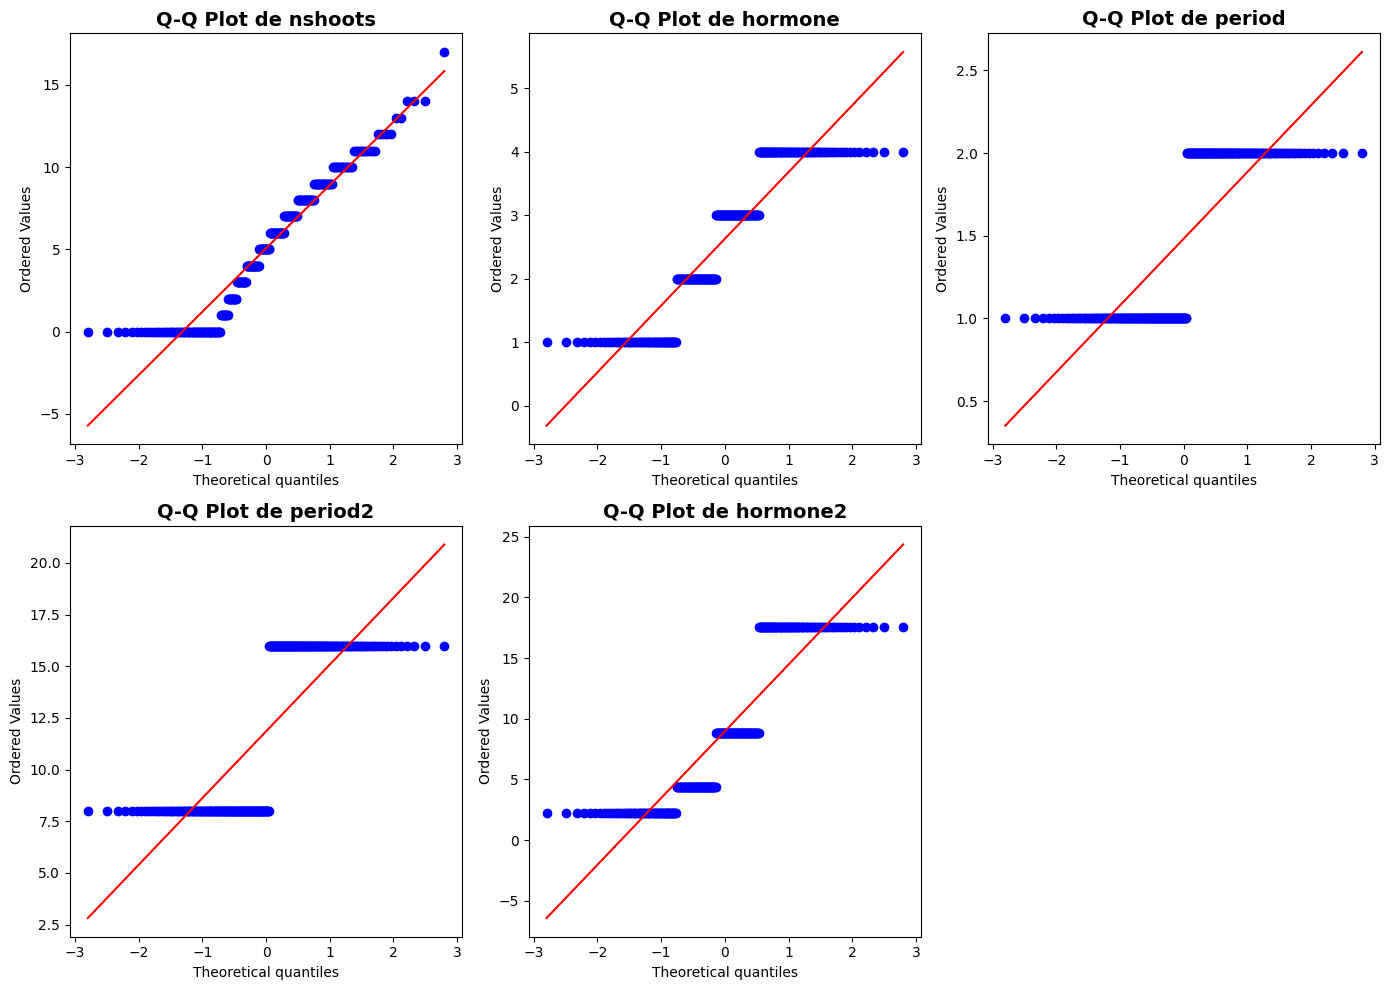 Q-Q Plot de nshoots
15
10
5
0
−5
Ordered Values
−3 −2 −1 0 1 2 3
Theoretical quantiles
Q-Q Plot de hormone
5
4
3
2
1
0
Ordered Values
−3 −2 −1 0 1 2 3
Theoretical quantiles
Q-Q Plot de period
2.5
2.0
1.5
1.0
0.5
Ordered Values
−3 −2 −1 0 1 2 3
Theoretical quantiles
Q-Q Plot de period2
20.0
17.5
15.0
12.5
10.0
7.5
5.0
2.5
Ordered Values
−3 −2 −1 0 1 2 3
Theoretical quantiles
Q-Q Plot de hormone2
25
20
15
10
5
0
−5
Ordered Values
−3 −2 −1 0 1 2 3
Theoretical quantiles